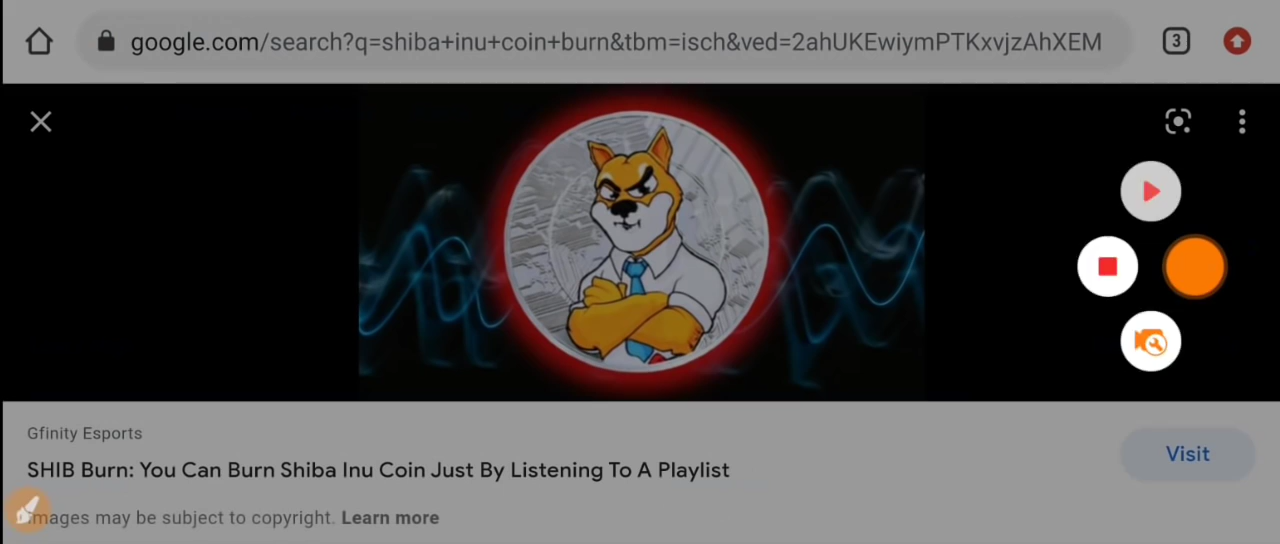 google.com/search?q=shiba+inu+coin+burn&tbm=isch&ved=2ahUKEwiymPTKxvjzAhXEM
3
Gfinity Esports
SHIB Burn: You Can Burn Shiba Inu Coin Just By Listening To A Playlist
Visit
Images may be subject to copyright. Learn more